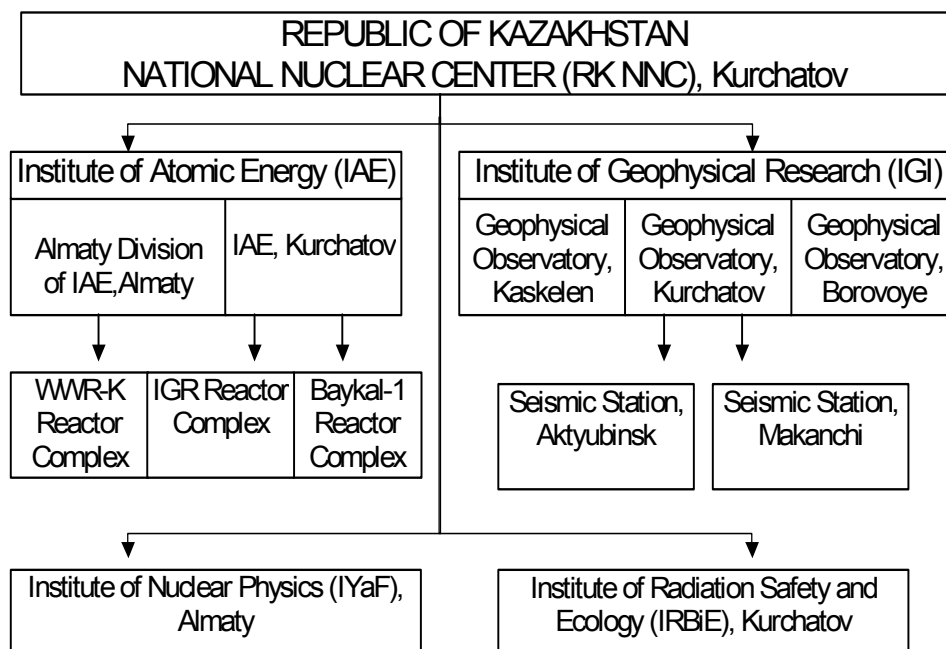 REPUBLIC OF KAZAKHSTAN
NATIONAL NUCLEAR CENTER (RK NNC), Kurchatov
Institute of Atomic Energy (IAE)
Almaty Division
of IAE,Almaty
IAE, Kurchatov
WWR-K
Reactor
Complex
IGR Reactor
Complex
Baykal-1
Reactor
Complex
Institute of Geophysical Research (IGI)
Geophysical
Observatory,
Kaskelen
Geophysical
Observatory,
Kurchatov
Geophysical
Observatory,
Borovoye
Seismic Station,
Aktyubinsk
Seismic Station,
Makanchi
Institute of Nuclear Physics (IYaF),
Almaty
Institute of Radiation Safety and
Ecology (IRBiE), Kurchatov